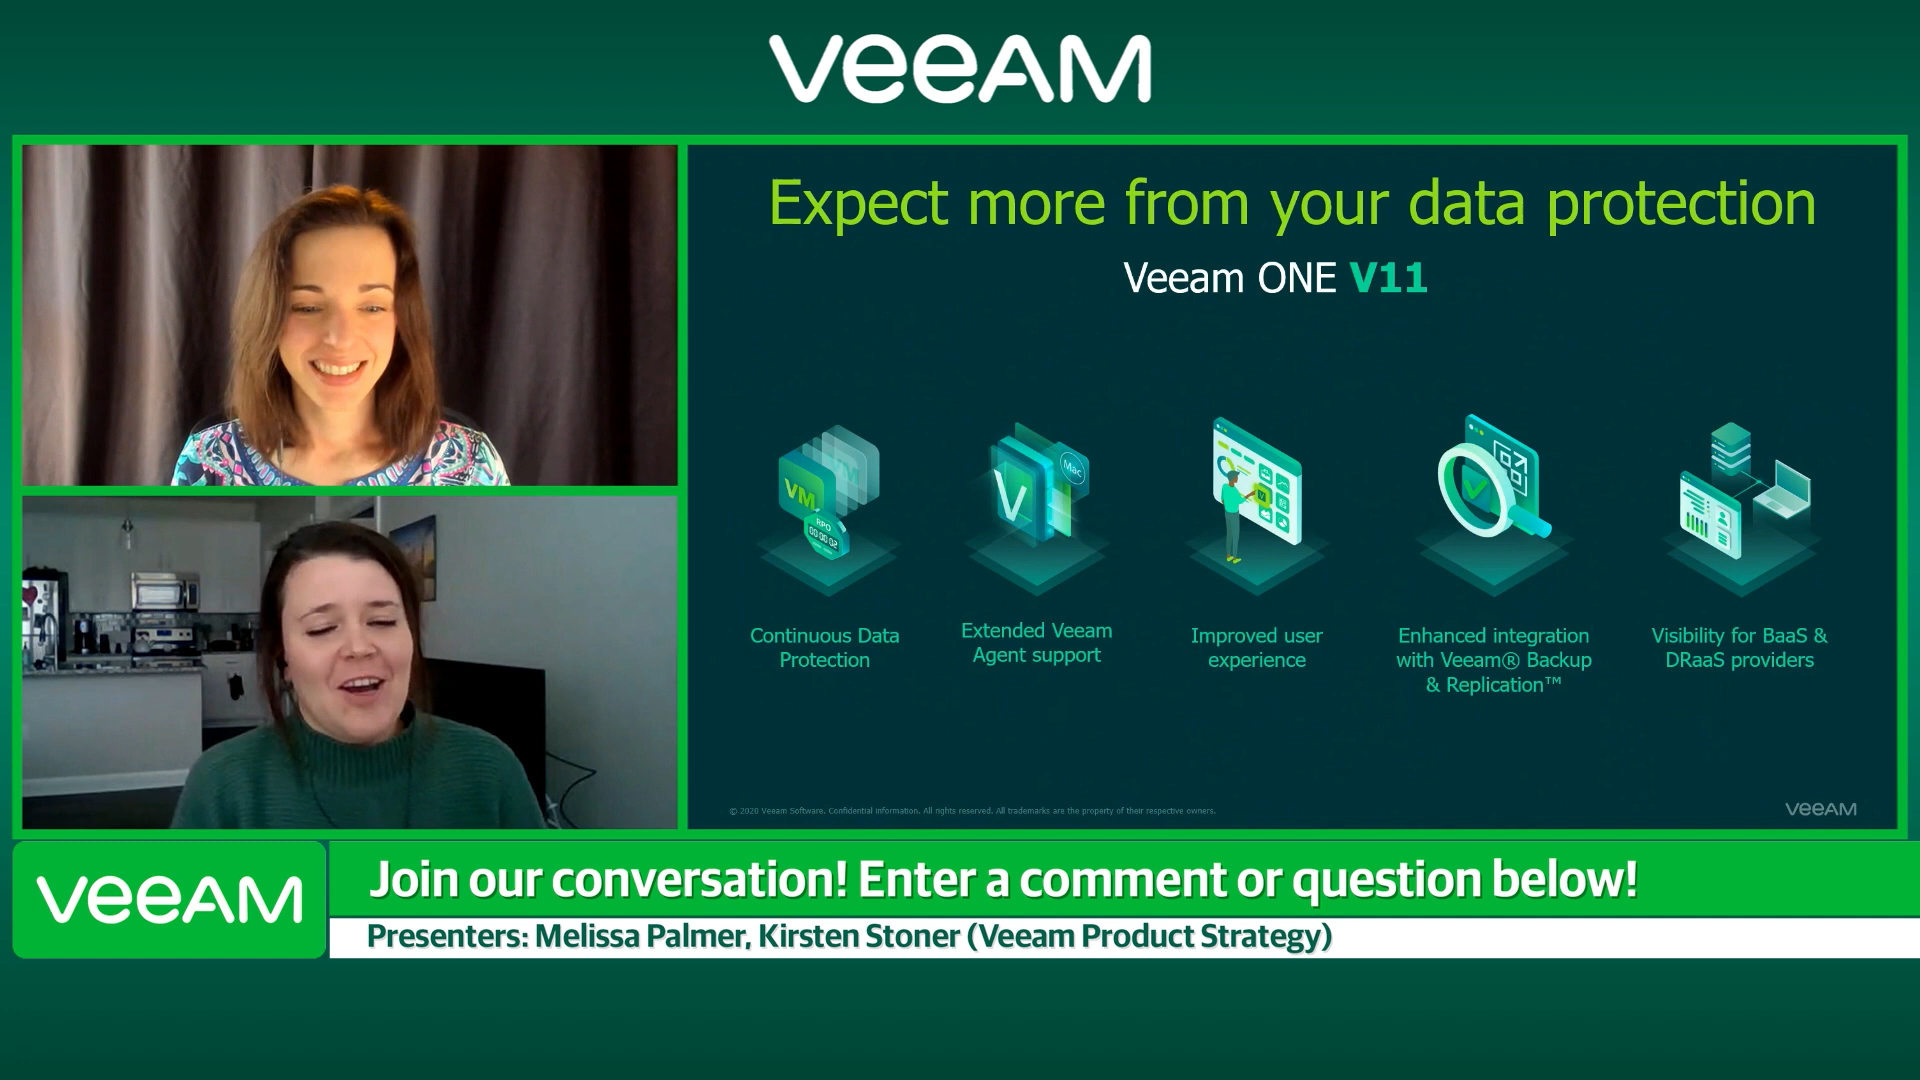 veeAM
Expect more from your data protection
Veeam ONE V11
VM
RPO
00:00:02
V
Mac
Continuous Data
Protection
Extended Veeam
Agent support
Improved user
experience
Enhanced integration
with Veeam® Backup
& Replication™
Visibility for BaaS &
DRaaS providers
© 2020 Veeam Software. Confidential information. All rights reserved. All trademarks are the property of their respective owners.
veeAM
veeAM
Join our conversation! Enter a comment or question below!
Presenters: Melissa Palmer, Kirsten Stoner (Veeam Product Strategy)